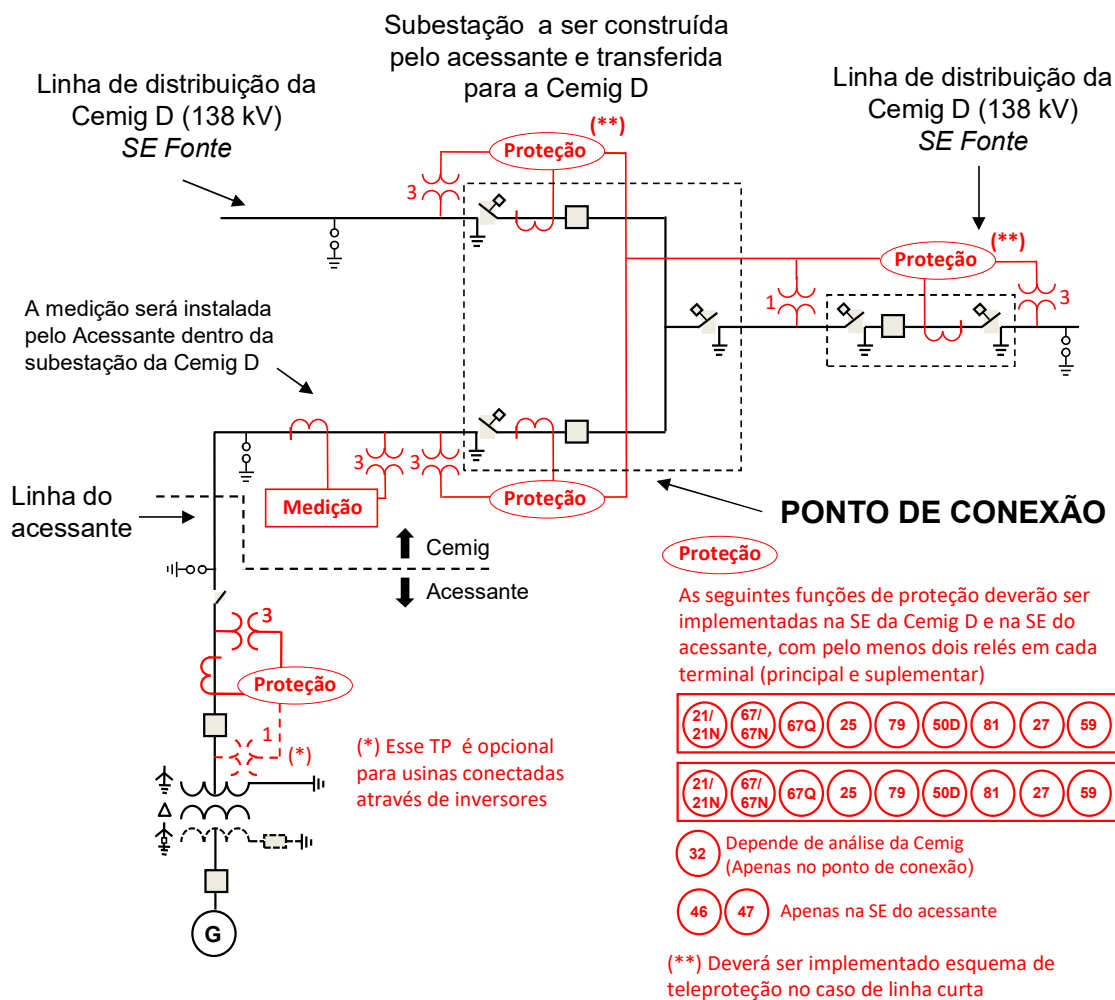 Subestação a ser construída
pelo acessante e transferida
para a Cemig D
Linha de distribuição da
Cemig D (138 kV)
SE Fonte
Linha de distribuição da
Cemig D (138 kV)
SE Fonte
(**)
Proteção
3
(**)
Proteção
1
3
A medição será instalada
pelo Acessante dentro da
subestação da Cemig D
3
3
Medição
Proteção
Linha do
acessante
Cemig
Acessante
PONTO DE CONEXÃO
3
Proteção
1
(*)
(*) Esse TP é opcional
para usinas conectadas
através de inversores
Δ
G
Proteção
As seguintes funções de proteção deverão ser
implementadas na SE da Cemig D e na SE do
acessante, com pelo menos dois relés em cada
terminal (principal e suplementar)
21/21N 67/67N 67Q 25 79 50D 81 27 59
21/21N 67/67N 67Q 25 79 50D 81 27 59
32 Depende de análise da Cemig
(Apenas no ponto de conexão)
46 47 Apenas na SE do acessante
(**) Deverá ser implementado esquema de
teleproteção no caso de linha curta